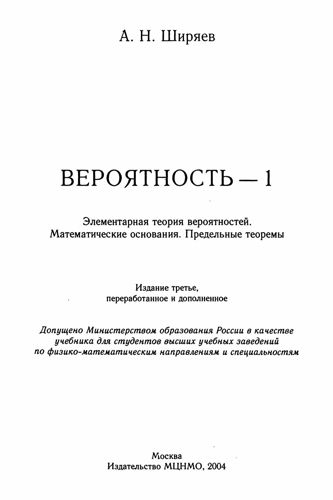 А. Н. Ширяев
ВЕРОЯТНОСТЬ — 1
Элементарная теория вероятностей.
Математические основания. Предельные теоремы
Издание третье,
переработанное и дополненное
Допущено Министерством образования России в качестве
учебника для студентов высших учебных заведений
по физико-математическим направлениям и специальностям
Москва
Издательство МЦНМО, 2004